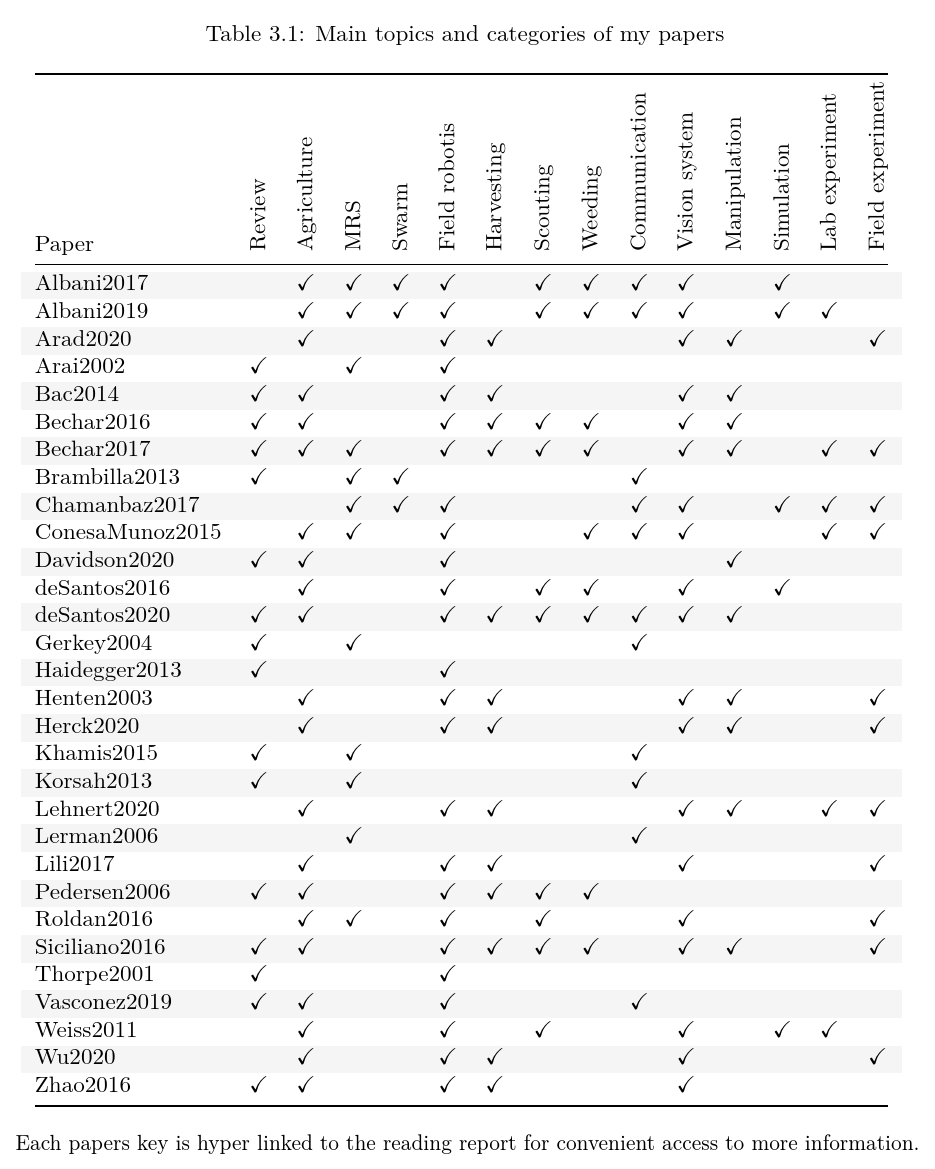 Table 3.1: Main topics and categories of my papers
Paper Review Agriculture MRS Swarm Field robotis Harvesting Scouting Weeding Communication Vision system Manipulation Simulation Lab experiment Field experiment
Albani2017 ✓ ✓ ✓ ✓ ✓ ✓ ✓ ✓ ✓
Albani2019 ✓ ✓ ✓ ✓ ✓ ✓ ✓ ✓ ✓ ✓
Arad2020 ✓ ✓ ✓ ✓ ✓ ✓
Arai2002 ✓ ✓ ✓
Bac2014 ✓ ✓ ✓ ✓ ✓ ✓
Bechar2016 ✓ ✓ ✓ ✓ ✓ ✓ ✓ ✓
Bechar2017 ✓ ✓ ✓ ✓ ✓ ✓ ✓ ✓ ✓ ✓ ✓
Brambilla2013 ✓ ✓ ✓ ✓
Chamanbaz2017 ✓ ✓ ✓ ✓ ✓ ✓ ✓ ✓
ConesaMunoz2015 ✓ ✓ ✓ ✓ ✓ ✓ ✓ ✓
Davidson2020 ✓ ✓ ✓ ✓
deSantos2016 ✓ ✓ ✓ ✓ ✓ ✓
deSantos2020 ✓ ✓ ✓ ✓ ✓ ✓ ✓ ✓ ✓
Gerkey2004 ✓ ✓ ✓
Haidegger2013 ✓ ✓
Henten2003 ✓ ✓ ✓ ✓ ✓ ✓
Herck2020 ✓ ✓ ✓ ✓ ✓ ✓
Khamis2015 ✓ ✓ ✓
Korsah2013 ✓ ✓ ✓
Lehnert2020 ✓ ✓ ✓ ✓ ✓ ✓ ✓
Lerman2006 ✓ ✓
Lili2017 ✓ ✓ ✓ ✓ ✓
Pedersen2006 ✓ ✓ ✓ ✓ ✓ ✓
Roldan2016 ✓ ✓ ✓ ✓ ✓ ✓
Siciliano2016 ✓ ✓ ✓ ✓ ✓ ✓ ✓ ✓ ✓
Thorpe2001 ✓ ✓
Vasconez2019 ✓ ✓ ✓ ✓
Weiss2011 ✓ ✓ ✓ ✓ ✓ ✓
Wu2020 ✓ ✓ ✓ ✓ ✓
Zhao2016 ✓ ✓ ✓ ✓ ✓
Each papers key is hyper linked to the reading report for convenient access to more information.